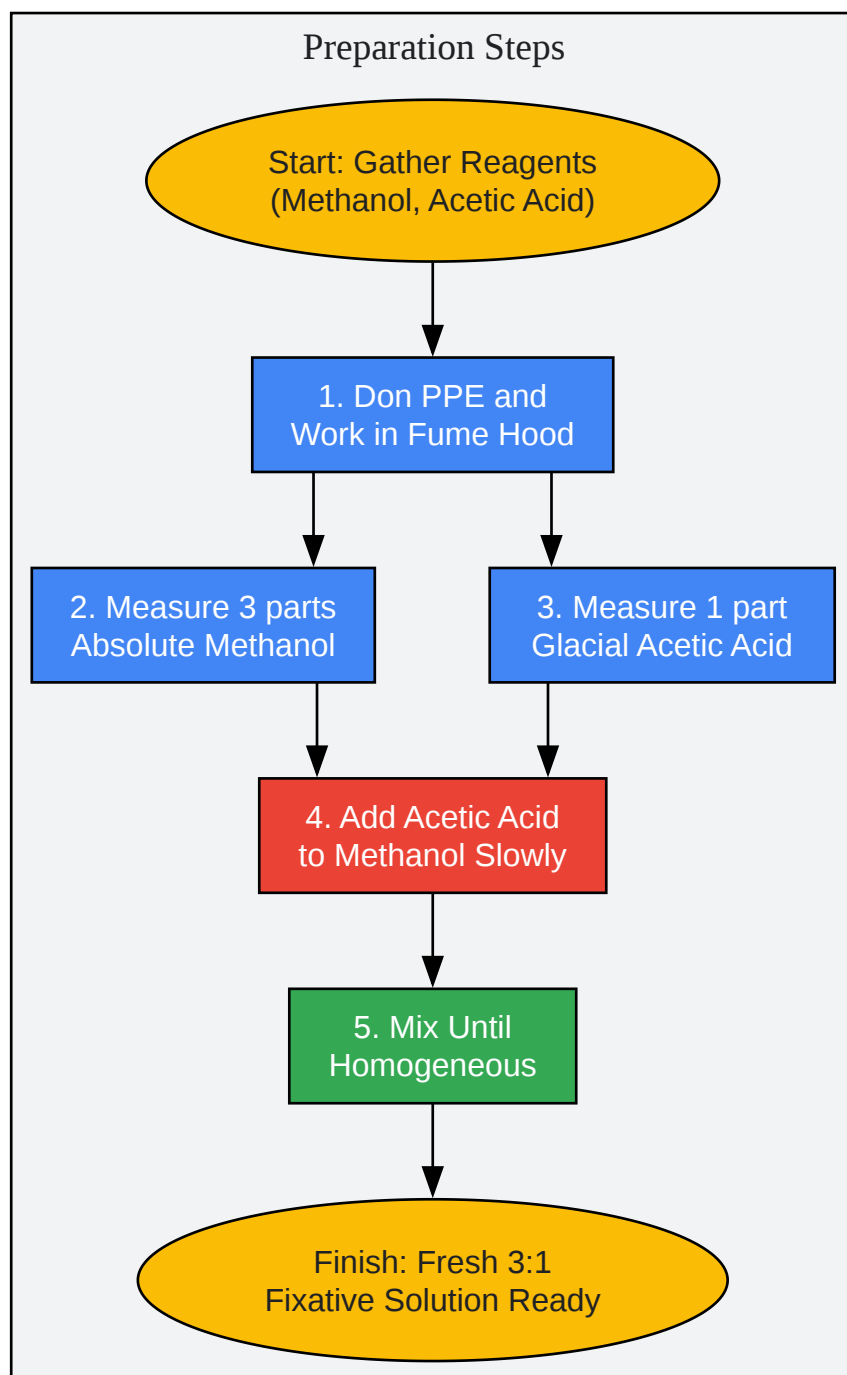 Preparation Steps
Start: Gather Reagents
(Methanol, Acetic Acid)
1. Don PPE and
Work in Fume Hood
2. Measure 3 parts
Absolute Methanol
3. Measure 1 part
Glacial Acetic Acid
4. Add Acetic Acid
to Methanol Slowly
5. Mix Until
Homogeneous
Finish: Fresh 3:1
Fixative Solution Ready